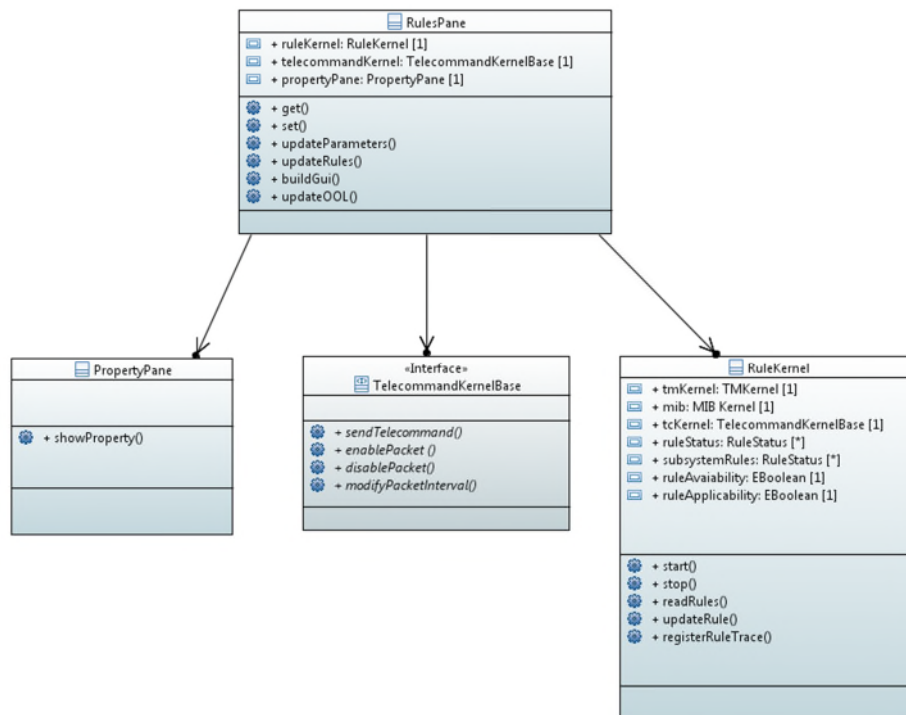 RulesPane
+ ruleKernel: RuleKernel [1]
+ telecommandKernel: TelecommandKernelBase [1]
+ propertyPane: PropertyPane [1]
+ get()
+ set()
+ updateParameters()
+ updateRules()
+ buildGui()
+ updateOOL()
PropertyPane
+ showProperty()
«Interface»
TelecommandKernelBase
+ sendTelecommand()
+ enablePacket ()
+ disablePacket()
+ modifyPacketInterval()
RuleKernel
+ tmKernel: TMKernel [1]
+ mib: MIB Kernel [1]
+ tcKernel: TelecommandKernelBase [1]
+ ruleStatus: RuleStatus [*]
+ subsystemRules: RuleStatus [*]
+ ruleAvaiability: EBoolean [1]
+ ruleApplicability: EBoolean [1]
+ start()
+ stop()
+ readRules()
+ updateRule()
+ registerRuleTrace()